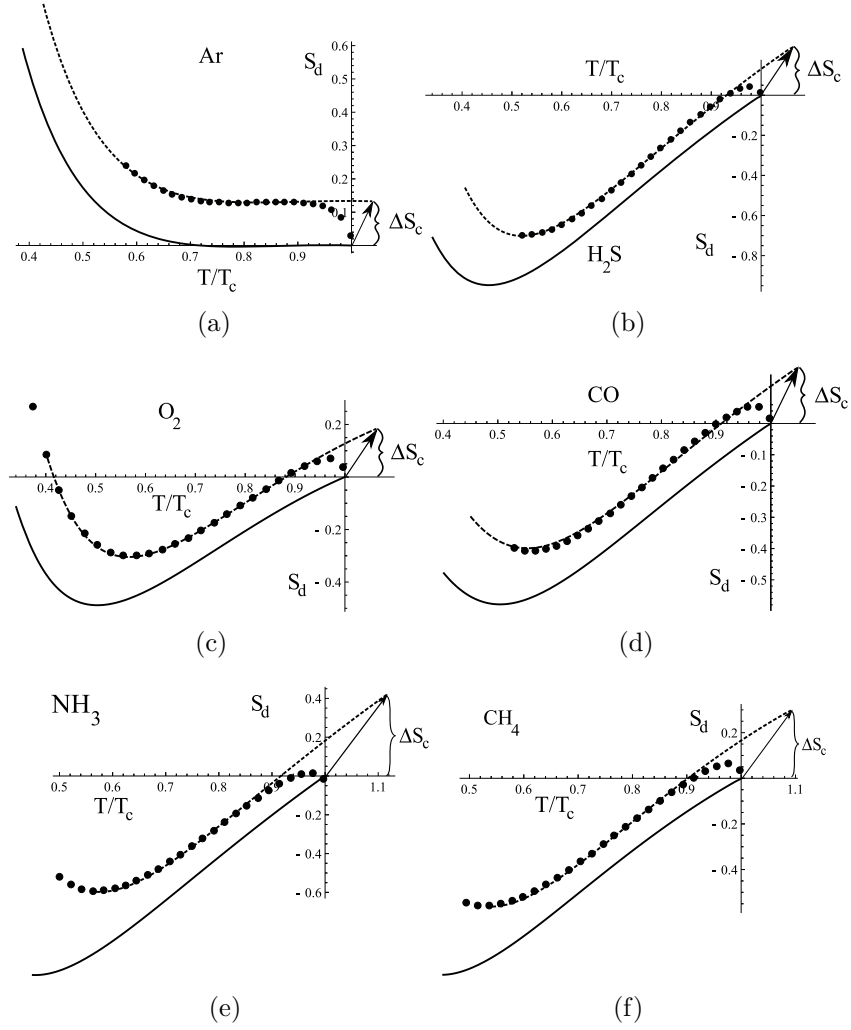 Ar
S_d
0.6
0.5
0.4
0.3
0.2
0.1
ΔS_c
0.4 0.5 0.6 0.7 0.8 0.9
T/T_c
(a)
T/T_c
ΔS_c
0.4 0.5 0.6 0.7 0.8 0.9
- 0.2
- 0.4
- 0.6
- 0.8
H_2S
S_d
(b)
O_2
0.2
ΔS_c
0.4 0.5 0.6 0.7 0.8 0.9
T/T_c
- 0.2
- 0.4
S_d
(c)
CO
ΔS_c
0.4 0.5 0.6 0.7 0.8 0.9
T/T_c
- 0.1
- 0.2
- 0.3
- 0.4
- 0.5
S_d
(d)
NH_3
S_d
0.4
0.2
ΔS_c
0.5 0.6 0.7 0.8 0.9 1.1
T/T_c
- 0.2
- 0.4
- 0.6
(e)
CH_4
S_d
0.2
ΔS_c
0.5 0.6 0.7 0.8 0.9 1.1
T/T_c
- 0.2
- 0.4
(f)